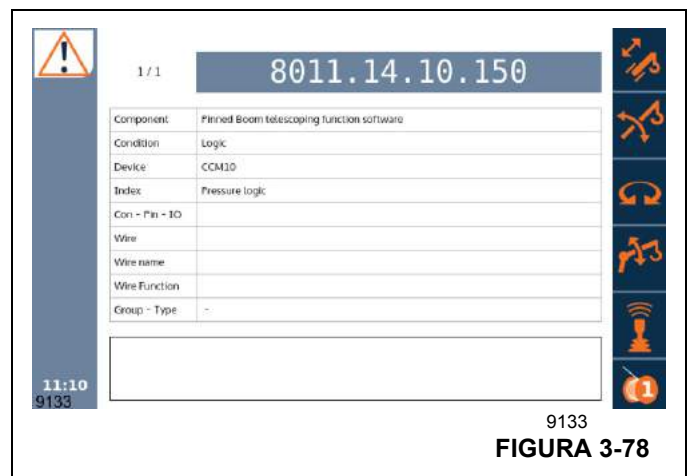 1/1
8011.14.10.150
Component Pinned Boom telescoping function software
Condition Logic
Device CCM10
Index Pressure logic
Con - Pin - IO
Wire
Wire name
Wire Function
Group - Type -
11:10
9133
1
9133
FIGURA 3-78